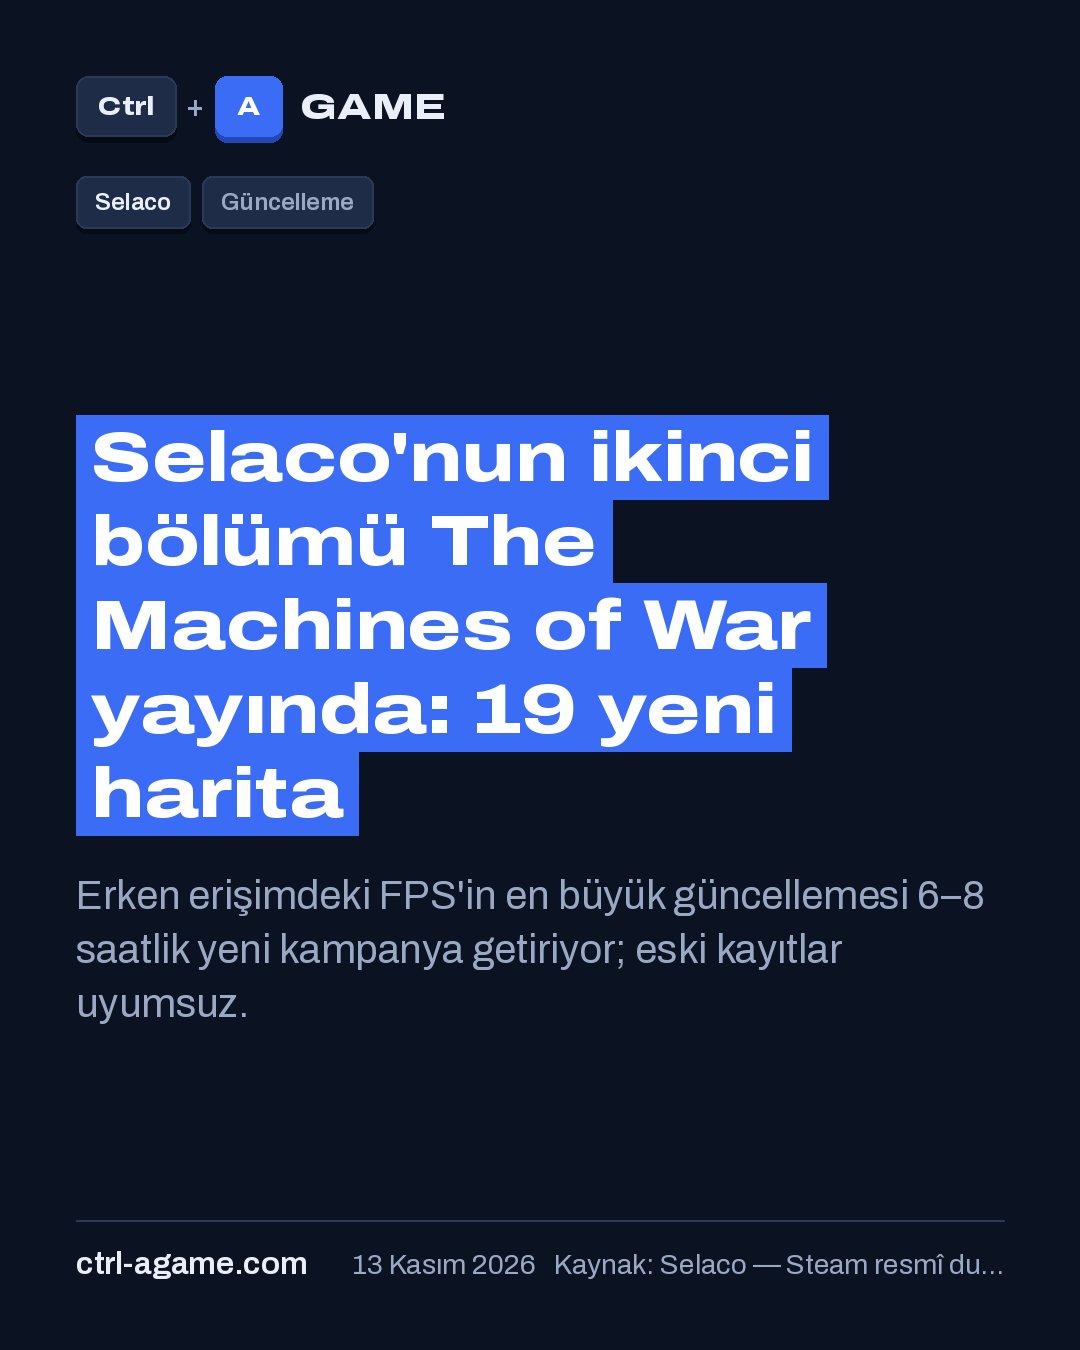 Ctrl + A GAME
Selaco Güncelleme
Selaco'nun ikinci
bölümü The
Machines of War
yayında: 19 yeni
harita
Erken erişimdeki FPS'in en büyük güncellemesi 6–8
saatlik yeni kampanya getiriyor; eski kayıtlar
uyumsuz.
ctrl-agame.com 13 Kasım 2026 Kaynak: Selaco — Steam resmî du…